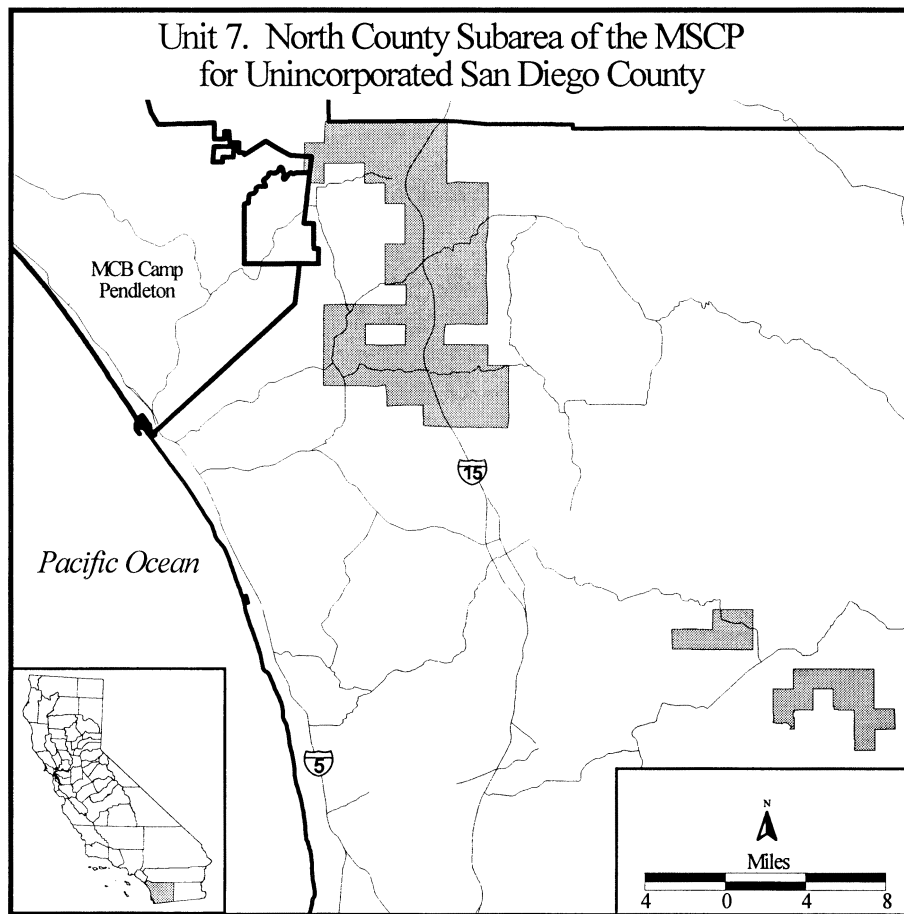 Unit 7. North County Subarea of the MSCP
for Unincorporated San Diego County
MCB Camp
Pendleton
15
Pacific Ocean
5
N
Miles
4 0 4 8